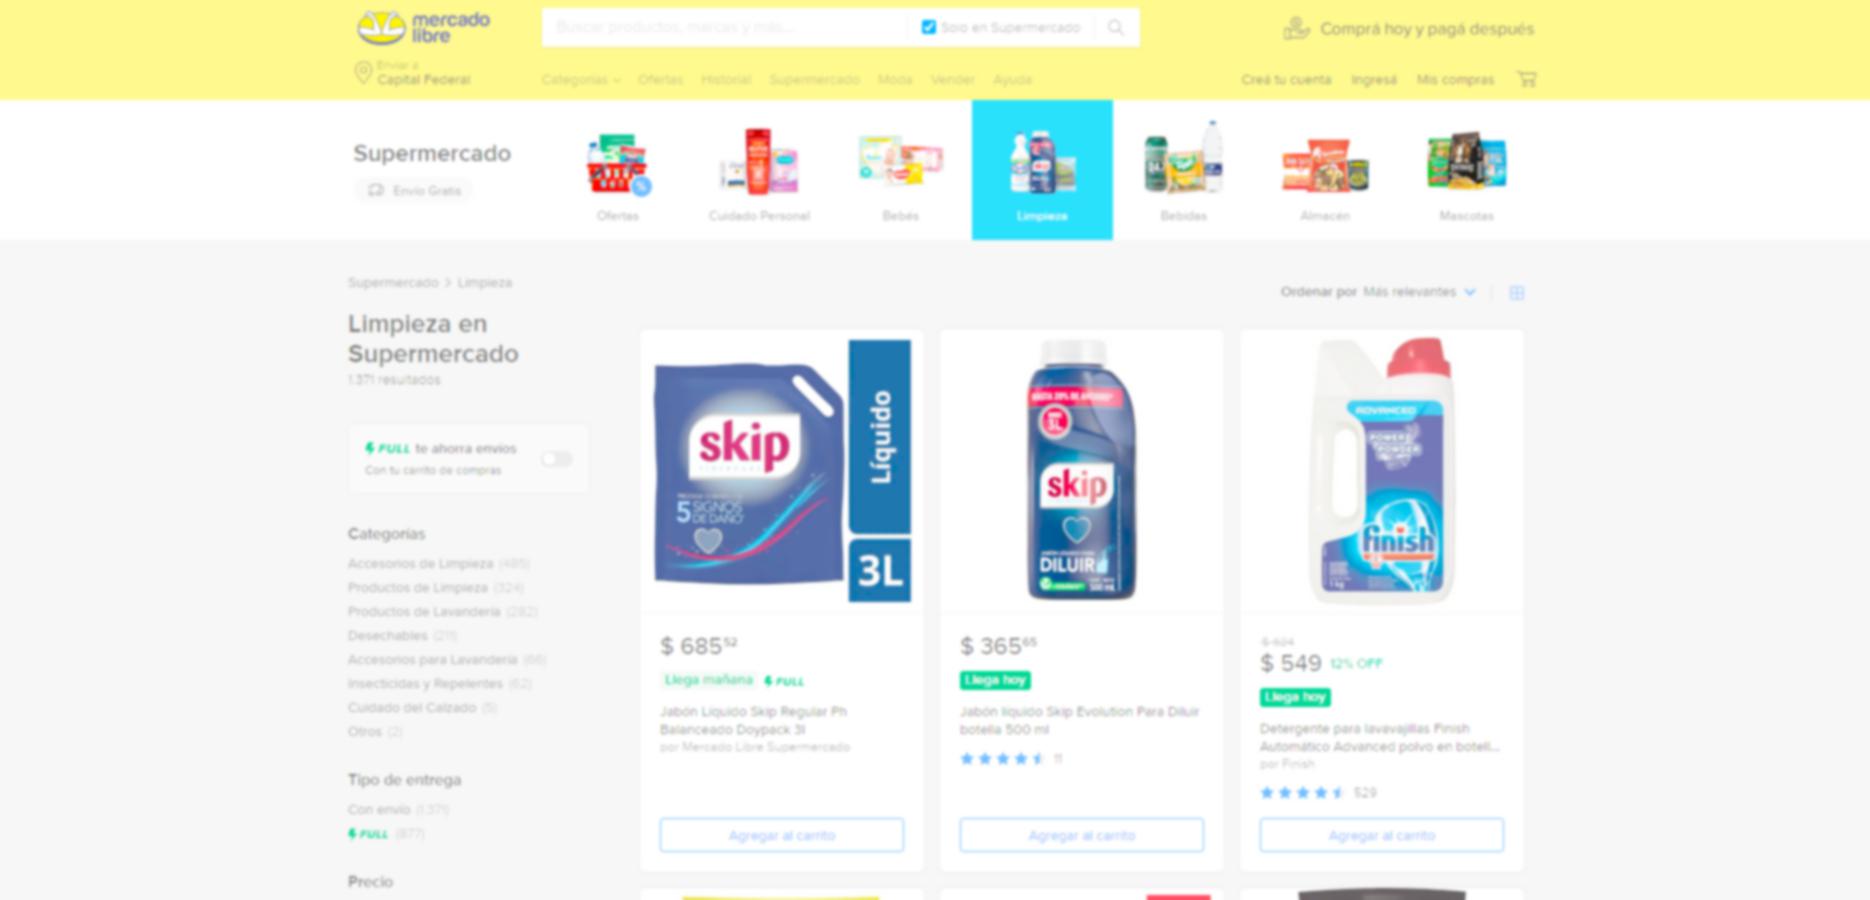 mercado
libre
Buscar productos, marcas y más...
Solo en Supermercado
Comprá hoy y pagá después
Enviar a
Capital Federal
Categorías Ofertas Historial Supermercado Moda Vender Ayuda
Creá tu cuenta Ingresá Mis compras
Supermercado
Envío Gratis
Ofertas
Cuidado Personal
Bebés
Limpieza
Bebidas
Almacén
Mascotas
Supermercado > Limpieza
Ordenar por Más relevantes
Limpieza en
Supermercado
1.371 resultados
FULL te ahorra envíos
Con tu carrito de compras
Categorías
Accesorios de Limpieza (485)
Productos de Limpieza (324)
Productos de Lavandería (282)
Desechables (211)
Accesorios para Lavandería (66)
Insecticidas y Repelentes (62)
Cuidado del Calzado (5)
Otros (2)
Tipo de entrega
Con envío (1.371)
FULL (877)
Precio
skip
5 SIGNOS
DE DAÑO
Líquido
3L
$ 685 52
Llega mañana FULL
Jabón Líquido Skip Regular Ph
Balanceado Doypack 3l
por Mercado Libre Supermercado
Agregar al carrito
3L
skip
DILUIR
500 ml
$ 365 65
Llega hoy
Jabón líquido Skip Evolution Para Diluir
botella 500 ml
11
Agregar al carrito
ADVANCED
POWER
POWDER
finish
1 kg
$ 624
$ 549 12% OFF
Llega hoy
Detergente para lavavajillas Finish
Automático Advanced polvo en botell...
por Finish
529
Agregar al carrito